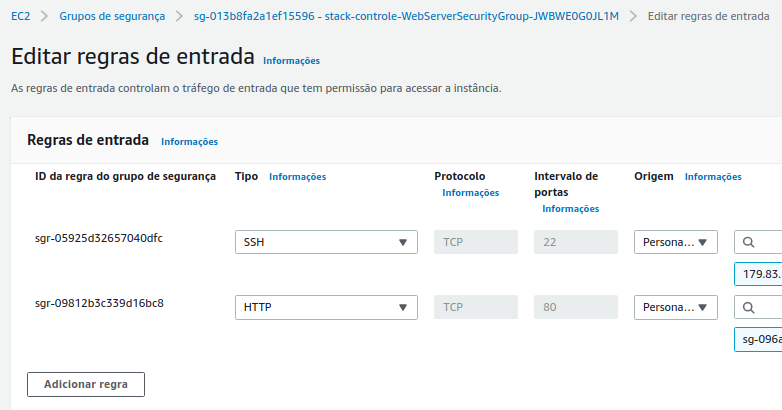 EC2 > Grupos de segurança > sg-013b8fa2a1ef15596 - stack-controle-WebServerSecurityGroup-JWBWE0G0JL1M > Editar regras de entrada
Editar regras de entrada Informações
As regras de entrada controlam o tráfego de entrada que tem permissão para acessar a instância.
Regras de entrada Informações
ID da regra do grupo de segurança Tipo Informações Protocolo Informações Intervalo de portas Informações Origem Informações
sgr-05925d32657040dfc SSH TCP 22 Persona...
179.83.
sgr-09812b3c339d16bc8 HTTP TCP 80 Persona...
sg-096a
Adicionar regra